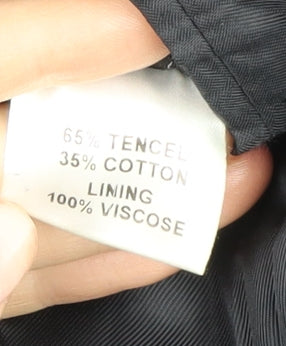 65% TENCEL
35% COTTON
LINING
100% VISCOSE